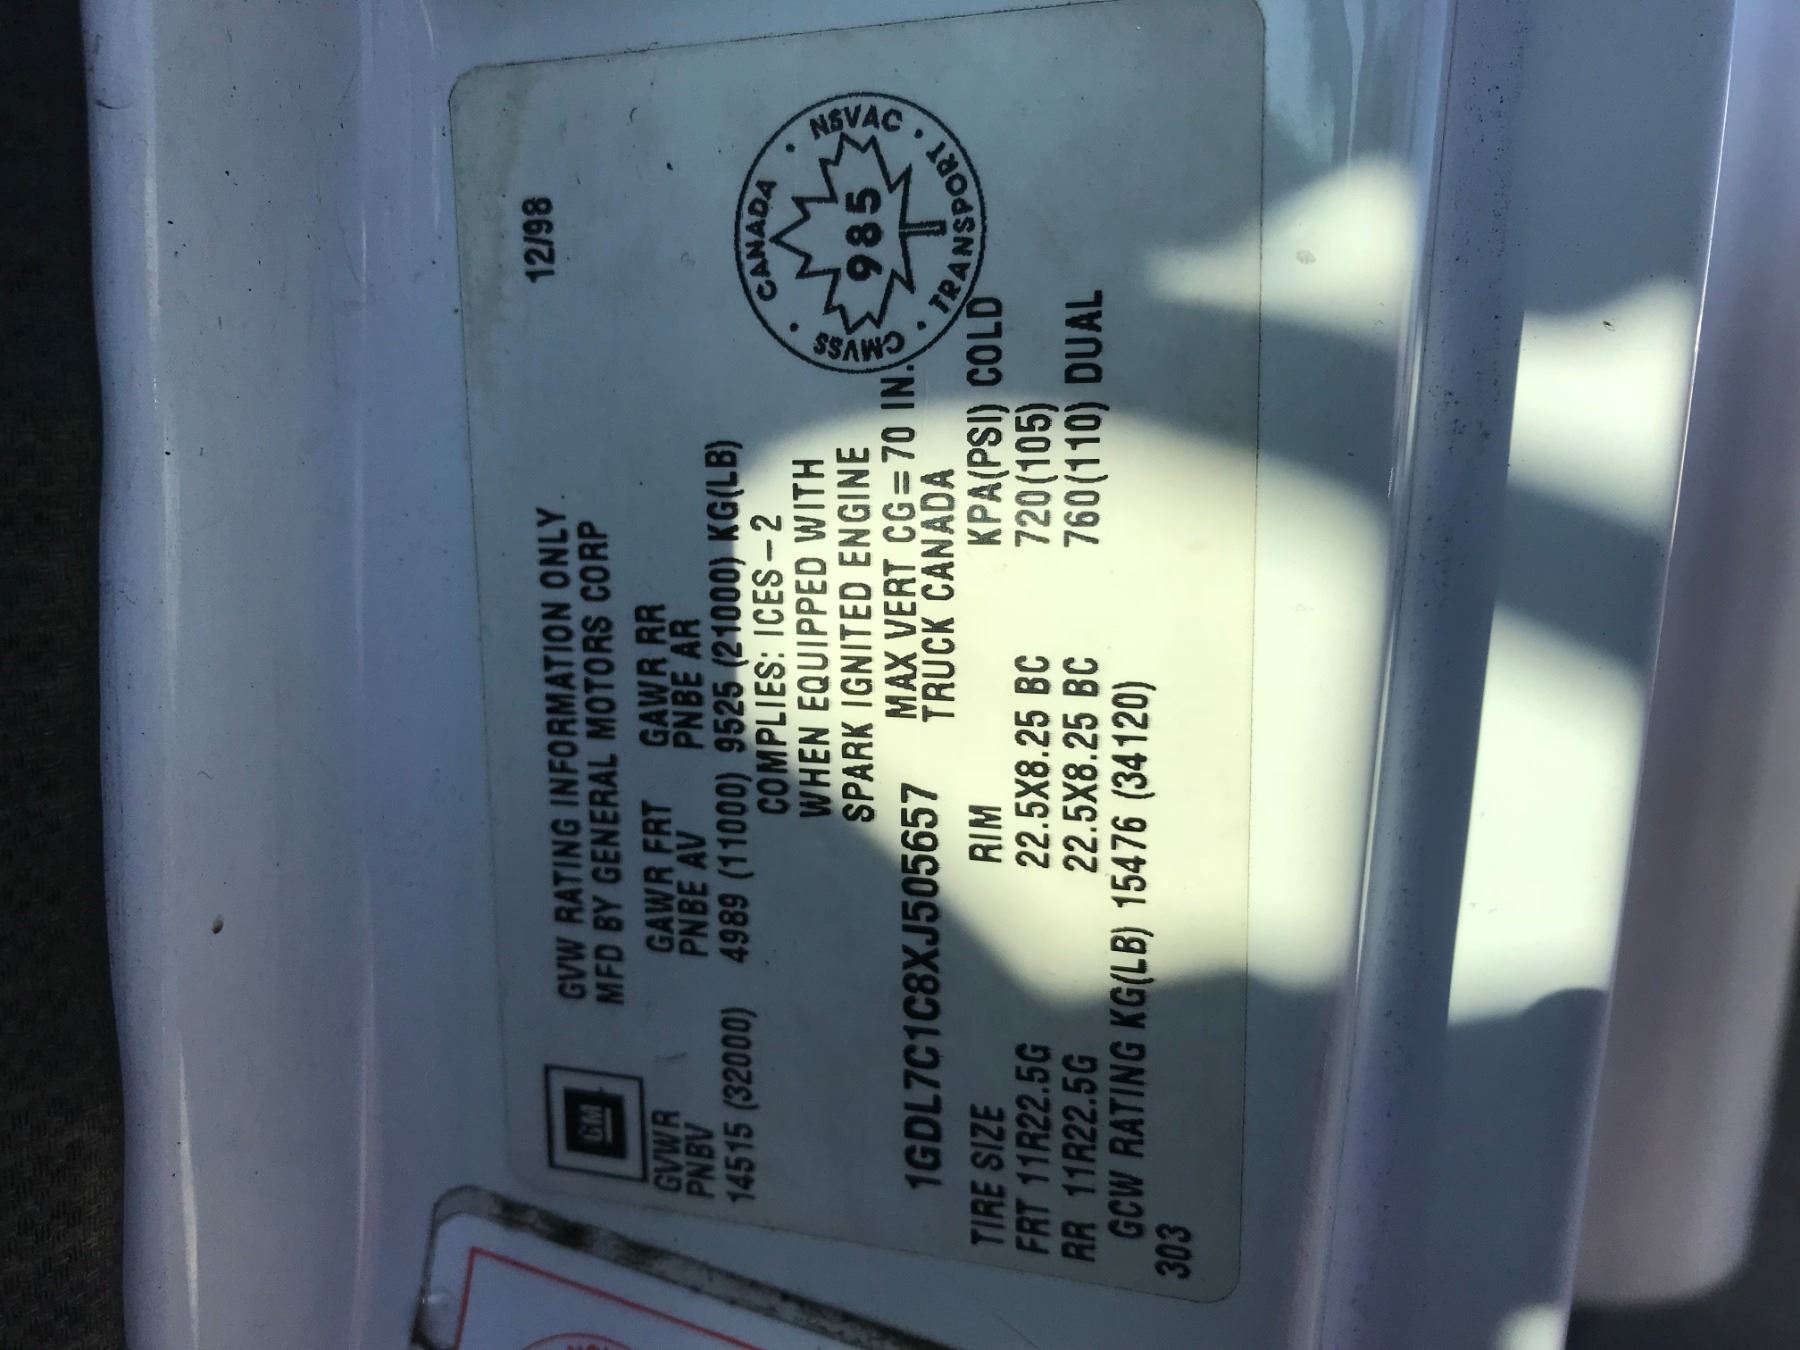 GM
GVW RATING INFORMATION ONLY
MFD BY GENERAL MOTORS CORP
12/98
GVWR GAWR FRT GAWR RR
PNBV PNBE AV PNBE AR
14515 (32000) 4989 (11000) 9525 (21000) KG(LB)
COMPLIES: ICES-2
WHEN EQUIPPED WITH
SPARK IGNITED ENGINE
CANADA • NSVAC • TRANSPORT • CMVSS •
985
1GDL7C1C8XJ505657 MAX VERT CG=70 IN.
TRUCK CANADA
TIRE SIZE RIM KPA(PSI) COLD
FRT 11R22.5G 22.5X8.25 BC 720(105)
RR 11R22.5G 22.5X8.25 BC 760(110) DUAL
GCW RATING KG(LB) 15476 (34120)
303